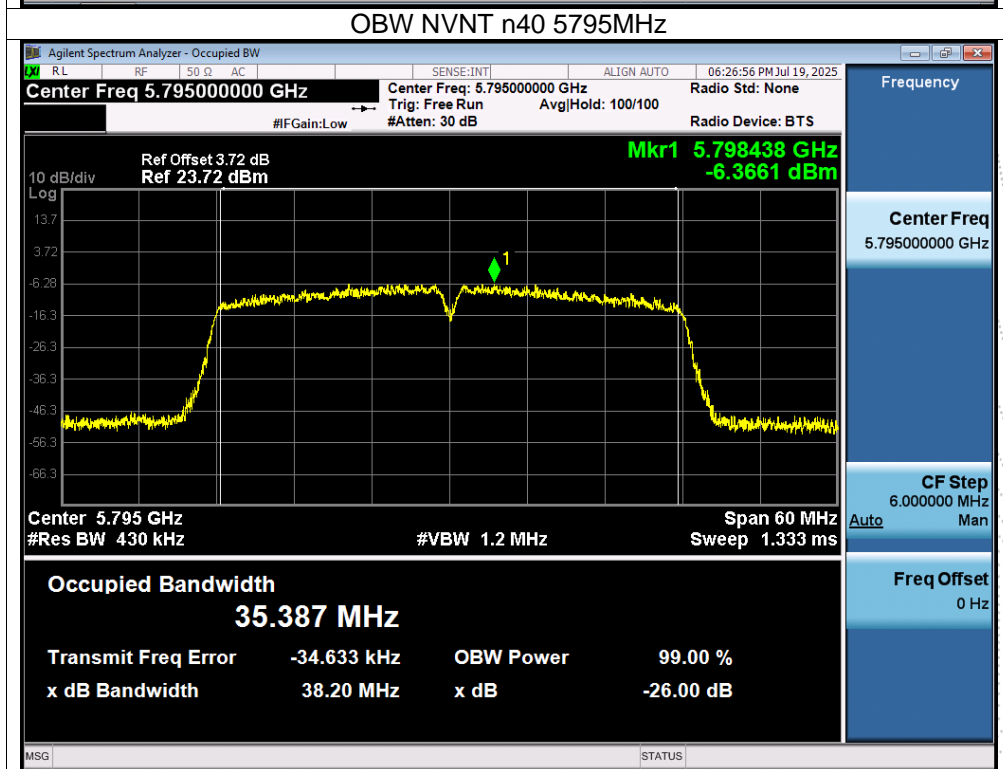 OBW NVNT n40 5795MHz
Agilent Spectrum Analyzer - Occupied BW
LXI RL RF 50 Ω AC SENSE:INT ALIGN AUTO 06:26:56 PM Jul 19, 2025
Center Freq 5.795000000 GHz
Center Freq: 5.795000000 GHz
Radio Std: None
Trig: Free Run Avg|Hold: 100/100
#IFGain:Low #Atten: 30 dB
Radio Device: BTS
Frequency
Mkr1 5.798438 GHz
-6.3661 dBm
Ref Offset 3.72 dB
10 dB/div Ref 23.72 dBm
Log
13.7
3.72
-6.28
-16.3
-26.3
-36.3
-46.3
-56.3
-66.3
1
Center 5.795 GHz
Span 60 MHz
#Res BW 430 kHz
#VBW 1.2 MHz
Sweep 1.333 ms
Center Freq
5.795000000 GHz
CF Step
6.000000 MHz
Auto Man
Freq Offset
0 Hz
Occupied Bandwidth
35.387 MHz
Transmit Freq Error -34.633 kHz OBW Power 99.00 %
x dB Bandwidth 38.20 MHz x dB -26.00 dB
MSG STATUS